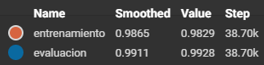 Name Smoothed Value Step
entrenamiento 0.9865 0.9829 38.70k
evaluacion 0.9911 0.9928 38.70k